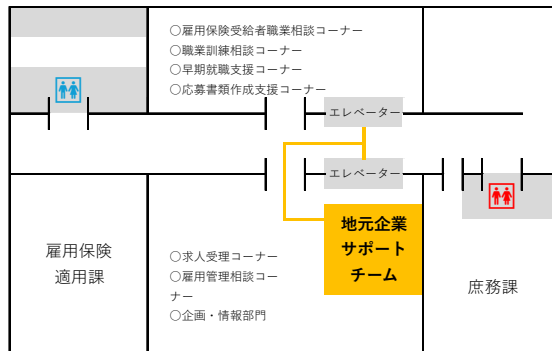 ○雇用保険受給者職業相談コーナー
○職業訓練相談コーナー
○早期就職支援コーナー
○応募書類作成支援コーナー
エレベーター
エレベーター
地元企業
サポート
チーム
雇用保険
適用課
○求人受理コーナー
○雇用管理相談コー
ナー
○企画・情報部門
庶務課